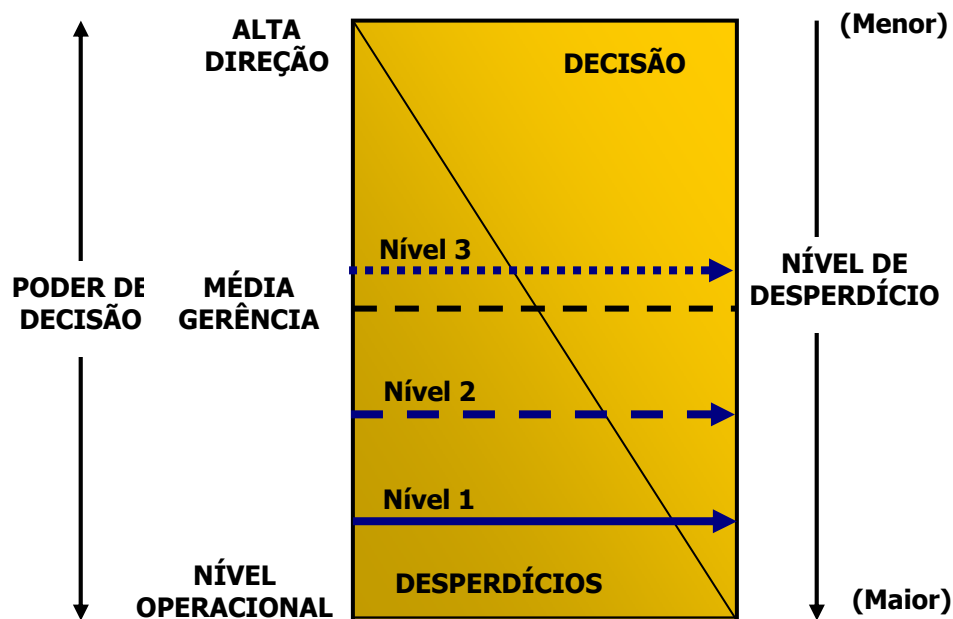 ALTA
DIREÇÃO
DECISÃO
(Menor)
Nível 3
PODER DE
DECISÃO
MÉDIA
GERÊNCIA
NÍVEL DE
DESPERDÍCIO
Nível 2
Nível 1
NÍVEL
OPERACIONAL
DESPERDÍCIOS
(Maior)